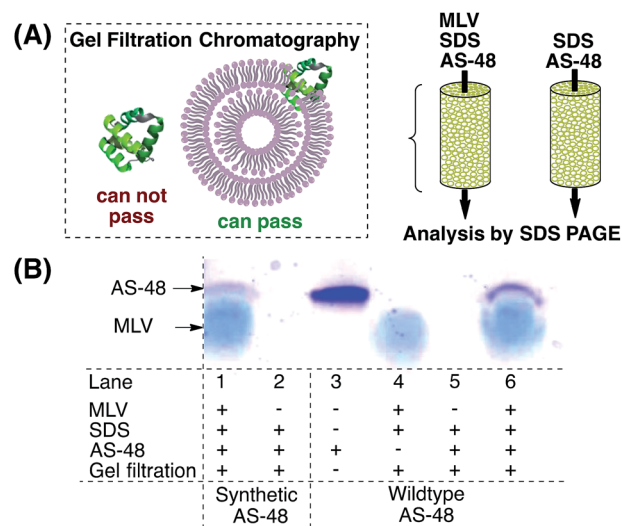 (A)
Gel Filtration Chromatography
can not
pass
can pass
MLV
SDS
AS-48
SDS
AS-48
Analysis by SDS PAGE
(B)
AS-48
MLV
Lane 1 2 3 4 5 6
MLV + - - + - +
SDS + + - + + +
AS-48 + + + - + +
Gel filtration + + - + + +
Synthetic
AS-48
Wildtype
AS-48